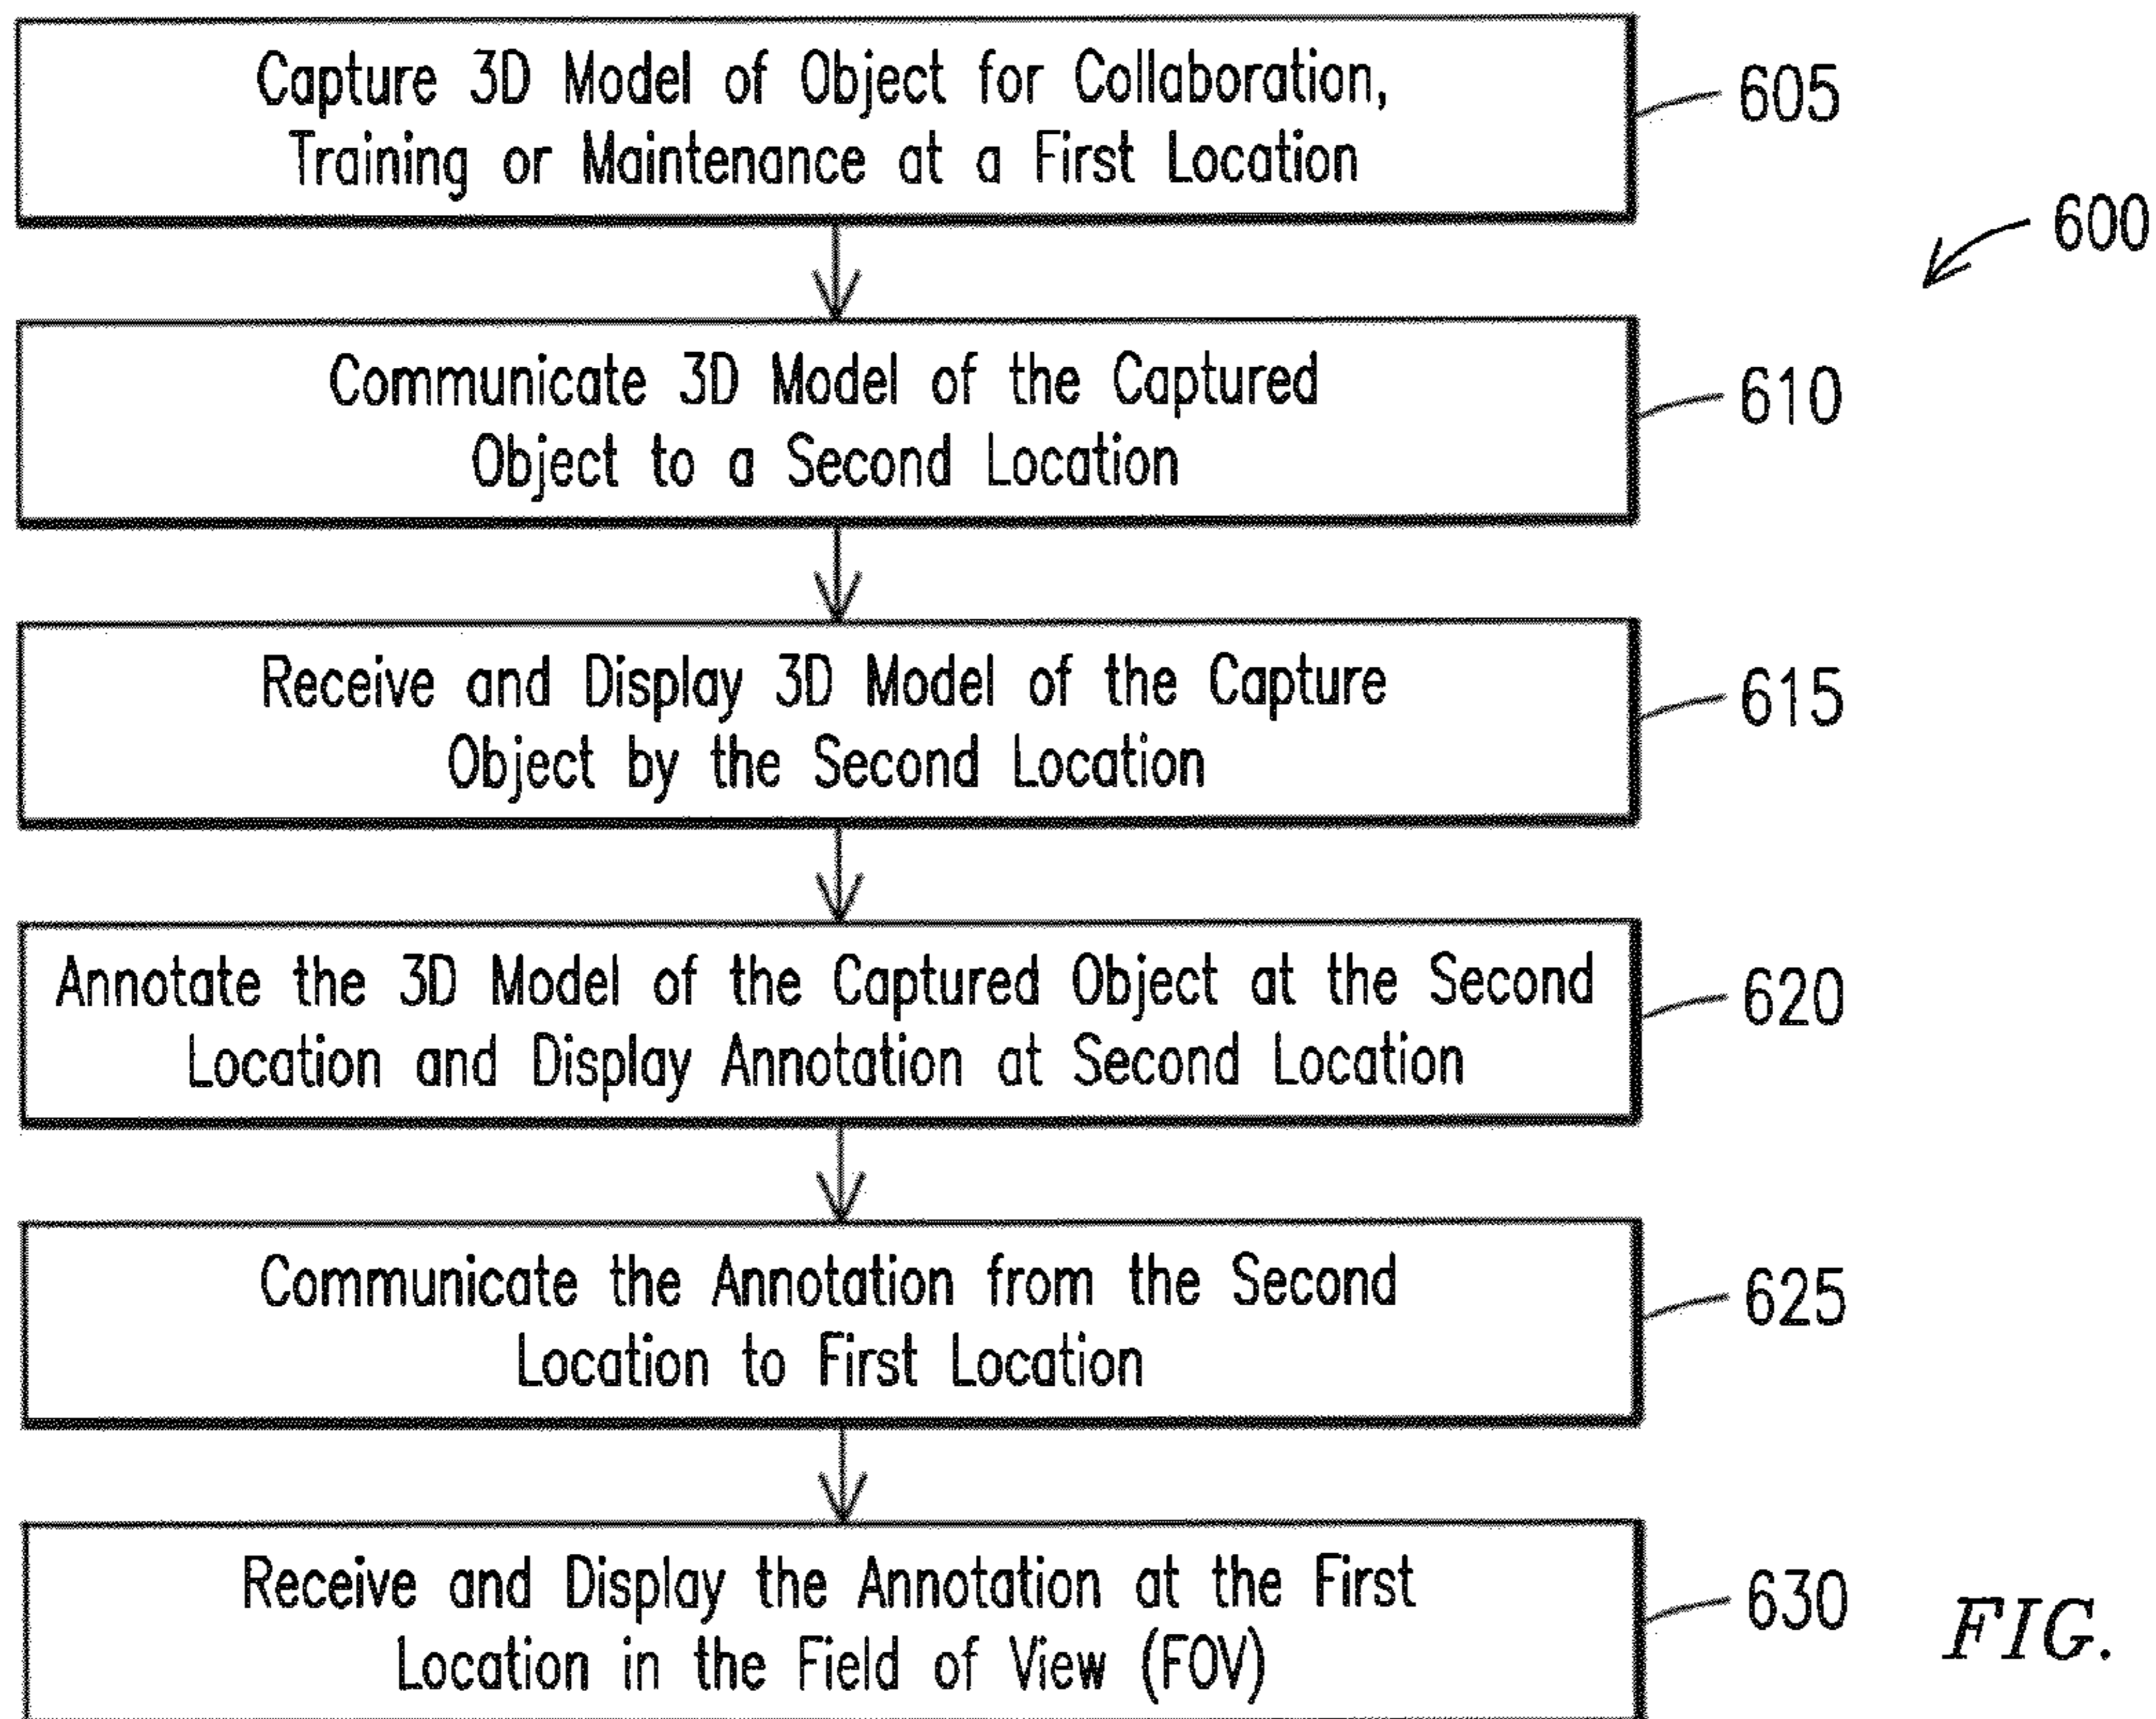 Capture 3D Model of Object for Collaboration,
Training or Maintenance at a First Location
605
600
Communicate 3D Model of the Captured
Object to a Second Location
610
Receive and Display 3D Model of the Capture
Object by the Second Location
615
Annotate the 3D Model of the Captured Object at the Second
Location and Display Annotation at Second Location
620
Communicate the Annotation from the Second
Location to First Location
625
Receive and Display the Annotation at the First
Location in the Field of View (FOV)
630
FIG.